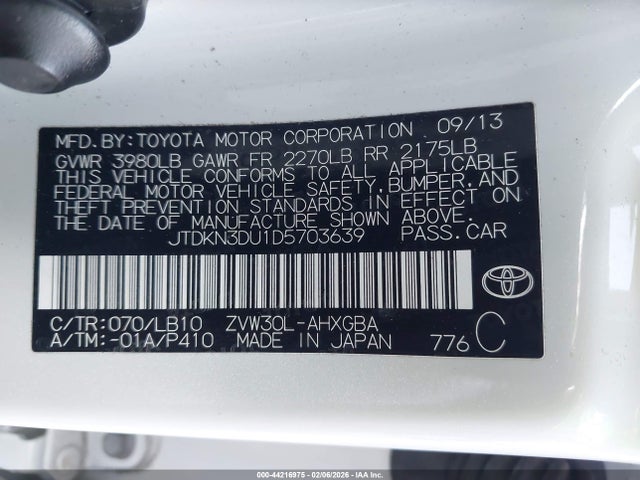 MFD.BY:TOYOTA MOTOR CORPORATION 09/13
GVWR 3980LB GAWR FR 2270LB RR 2175LB
THIS VEHICLE CONFORMS TO ALL APPLICABLE
FEDERAL MOTOR VEHICLE SAFETY,BUMPER,AND
THEFT PREVENTION STANDARDS IN EFFECT ON
THE DATE OF MANUFACTURE SHOWN ABOVE.
JTDKN3DU1D5703639 PASS.CAR
C/TR:070/LB10 ZVW30L-AHXGBA
A/TM:-01A/P410 MADE IN JAPAN 776 C
000-44216975 - 02/06/2026 - IAAI, Inc.